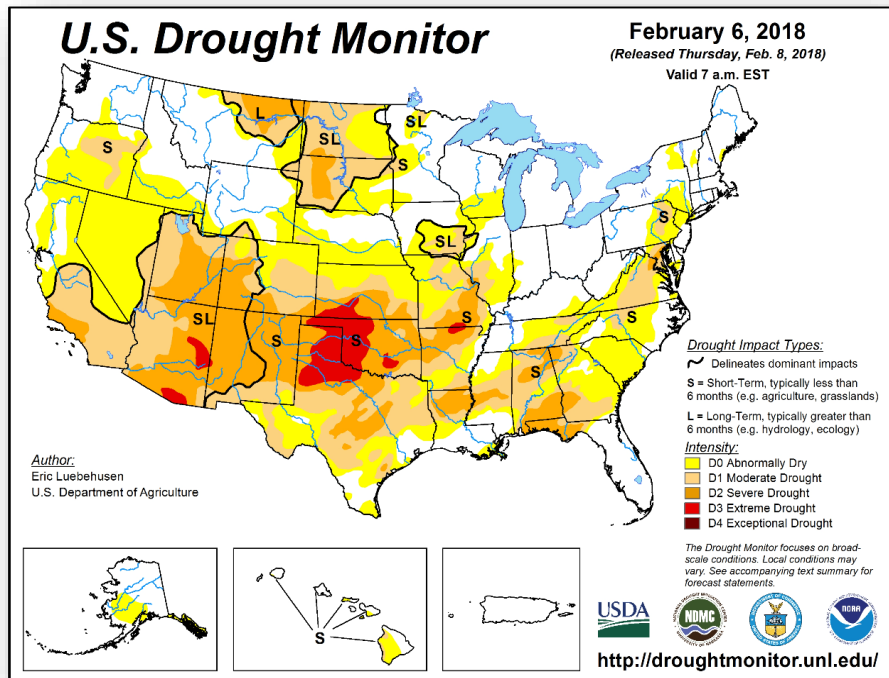 U.S. Drought Monitor
February 6, 2018
(Released Thursday, Feb. 8, 2018)
Valid 7 a.m. EST
L
SL
SL
S
S
SL
S
SL
S
S
S
S
S
Drought Impact Types:
Delineates dominant impacts
S = Short-Term, typically less than
6 months (e.g. agriculture, grasslands)
L = Long-Term, typically greater than
6 months (e.g. hydrology, ecology)
Intensity:
D0 Abnormally Dry
D1 Moderate Drought
D2 Severe Drought
D3 Extreme Drought
D4 Exceptional Drought
Author:
Eric Luebehusen
U.S. Department of Agriculture
The Drought Monitor focuses on broad-
scale conditions. Local conditions may
vary. See accompanying text summary for
forecast statements.
S
USDA
NDMC
NOAA
http://droughtmonitor.unl.edu/